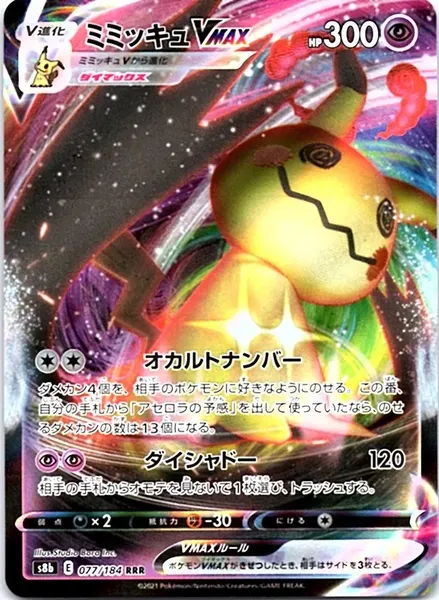 V進化 ミミッキュVMAX HP300
ミミッキュVから進化
ダイマックス
オカルトナンバー
ダメカン4個を、相手のポケモンに好きなようにのせる。この番、
自分の手札から「アセロラの予感」を出して使っていたなら、のせ
るダメカンの数は13個になる。
ダイシャドー 120
相手の手札からオモテを見ないで1枚選び、トラッシュする。
弱点 ×2 抵抗力 -30 にげる
Illus. Studio Bora Inc. VMAXルール
s8b E 077/184 RRR VMAXポケモンがきぜつしたとき、相手はサイドを3枚とる。
©2021 Pokémon/Nintendo/Creatures/GAME FREAK.